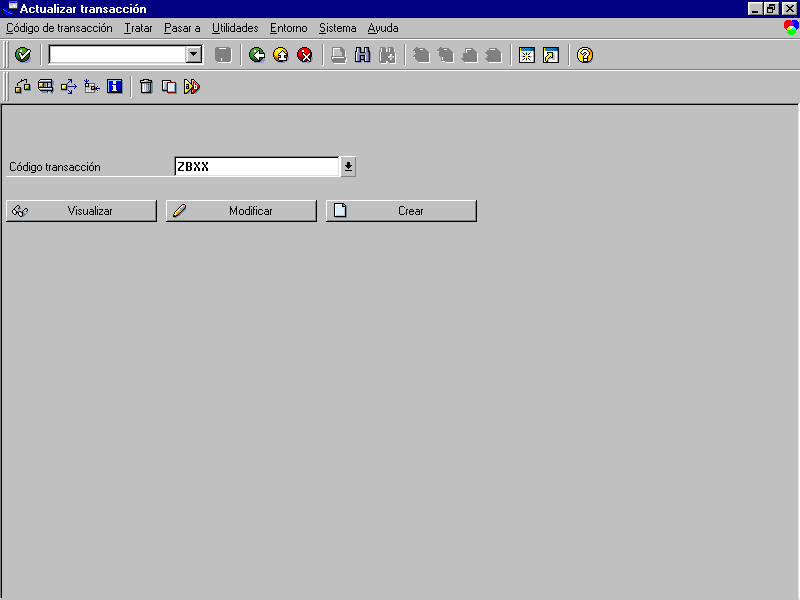 Actualizar transacción
Código de transacción Tratar Pasar a Utilidades Entorno Sistema Ayuda
Código transacción ZBXX
Visualizar Modificar Crear